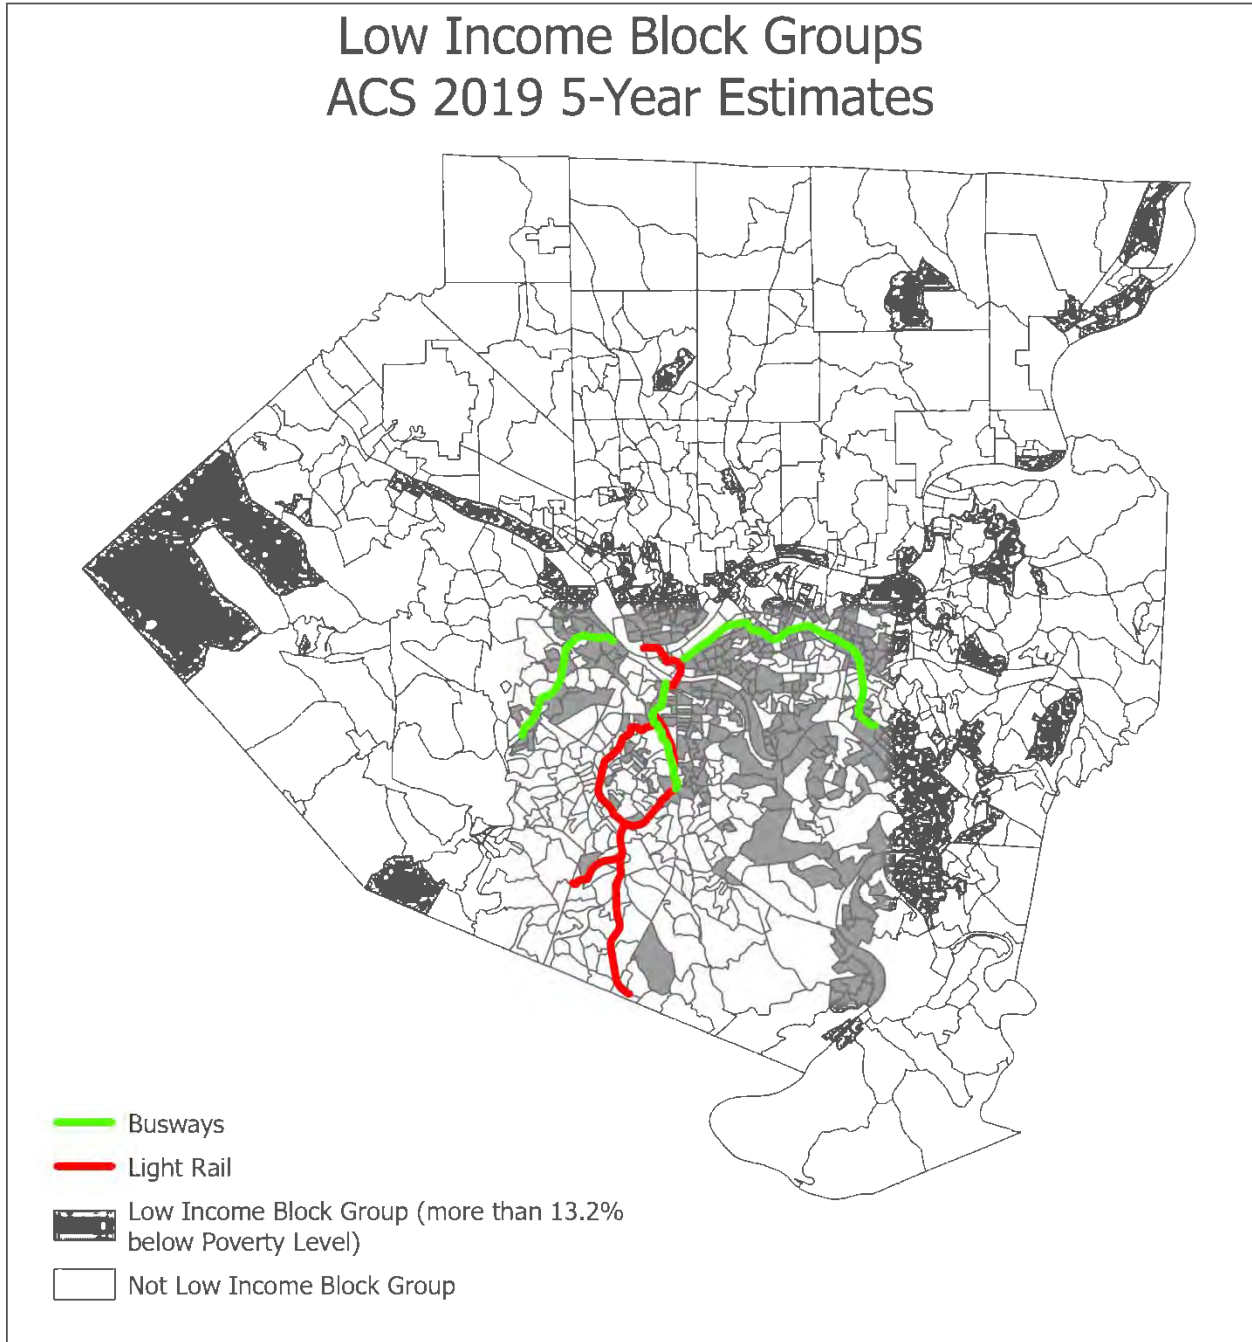 Low Income Block Groups
ACS 2019 5-Year Estimates
Busways
Light Rail
Low Income Block Group (more than 13.2%
below Poverty Level)
Not Low Income Block Group